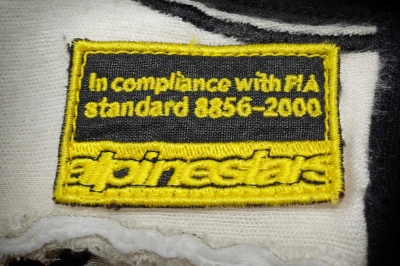 In compliance with FIA
standard 8856-2000
alpinestars